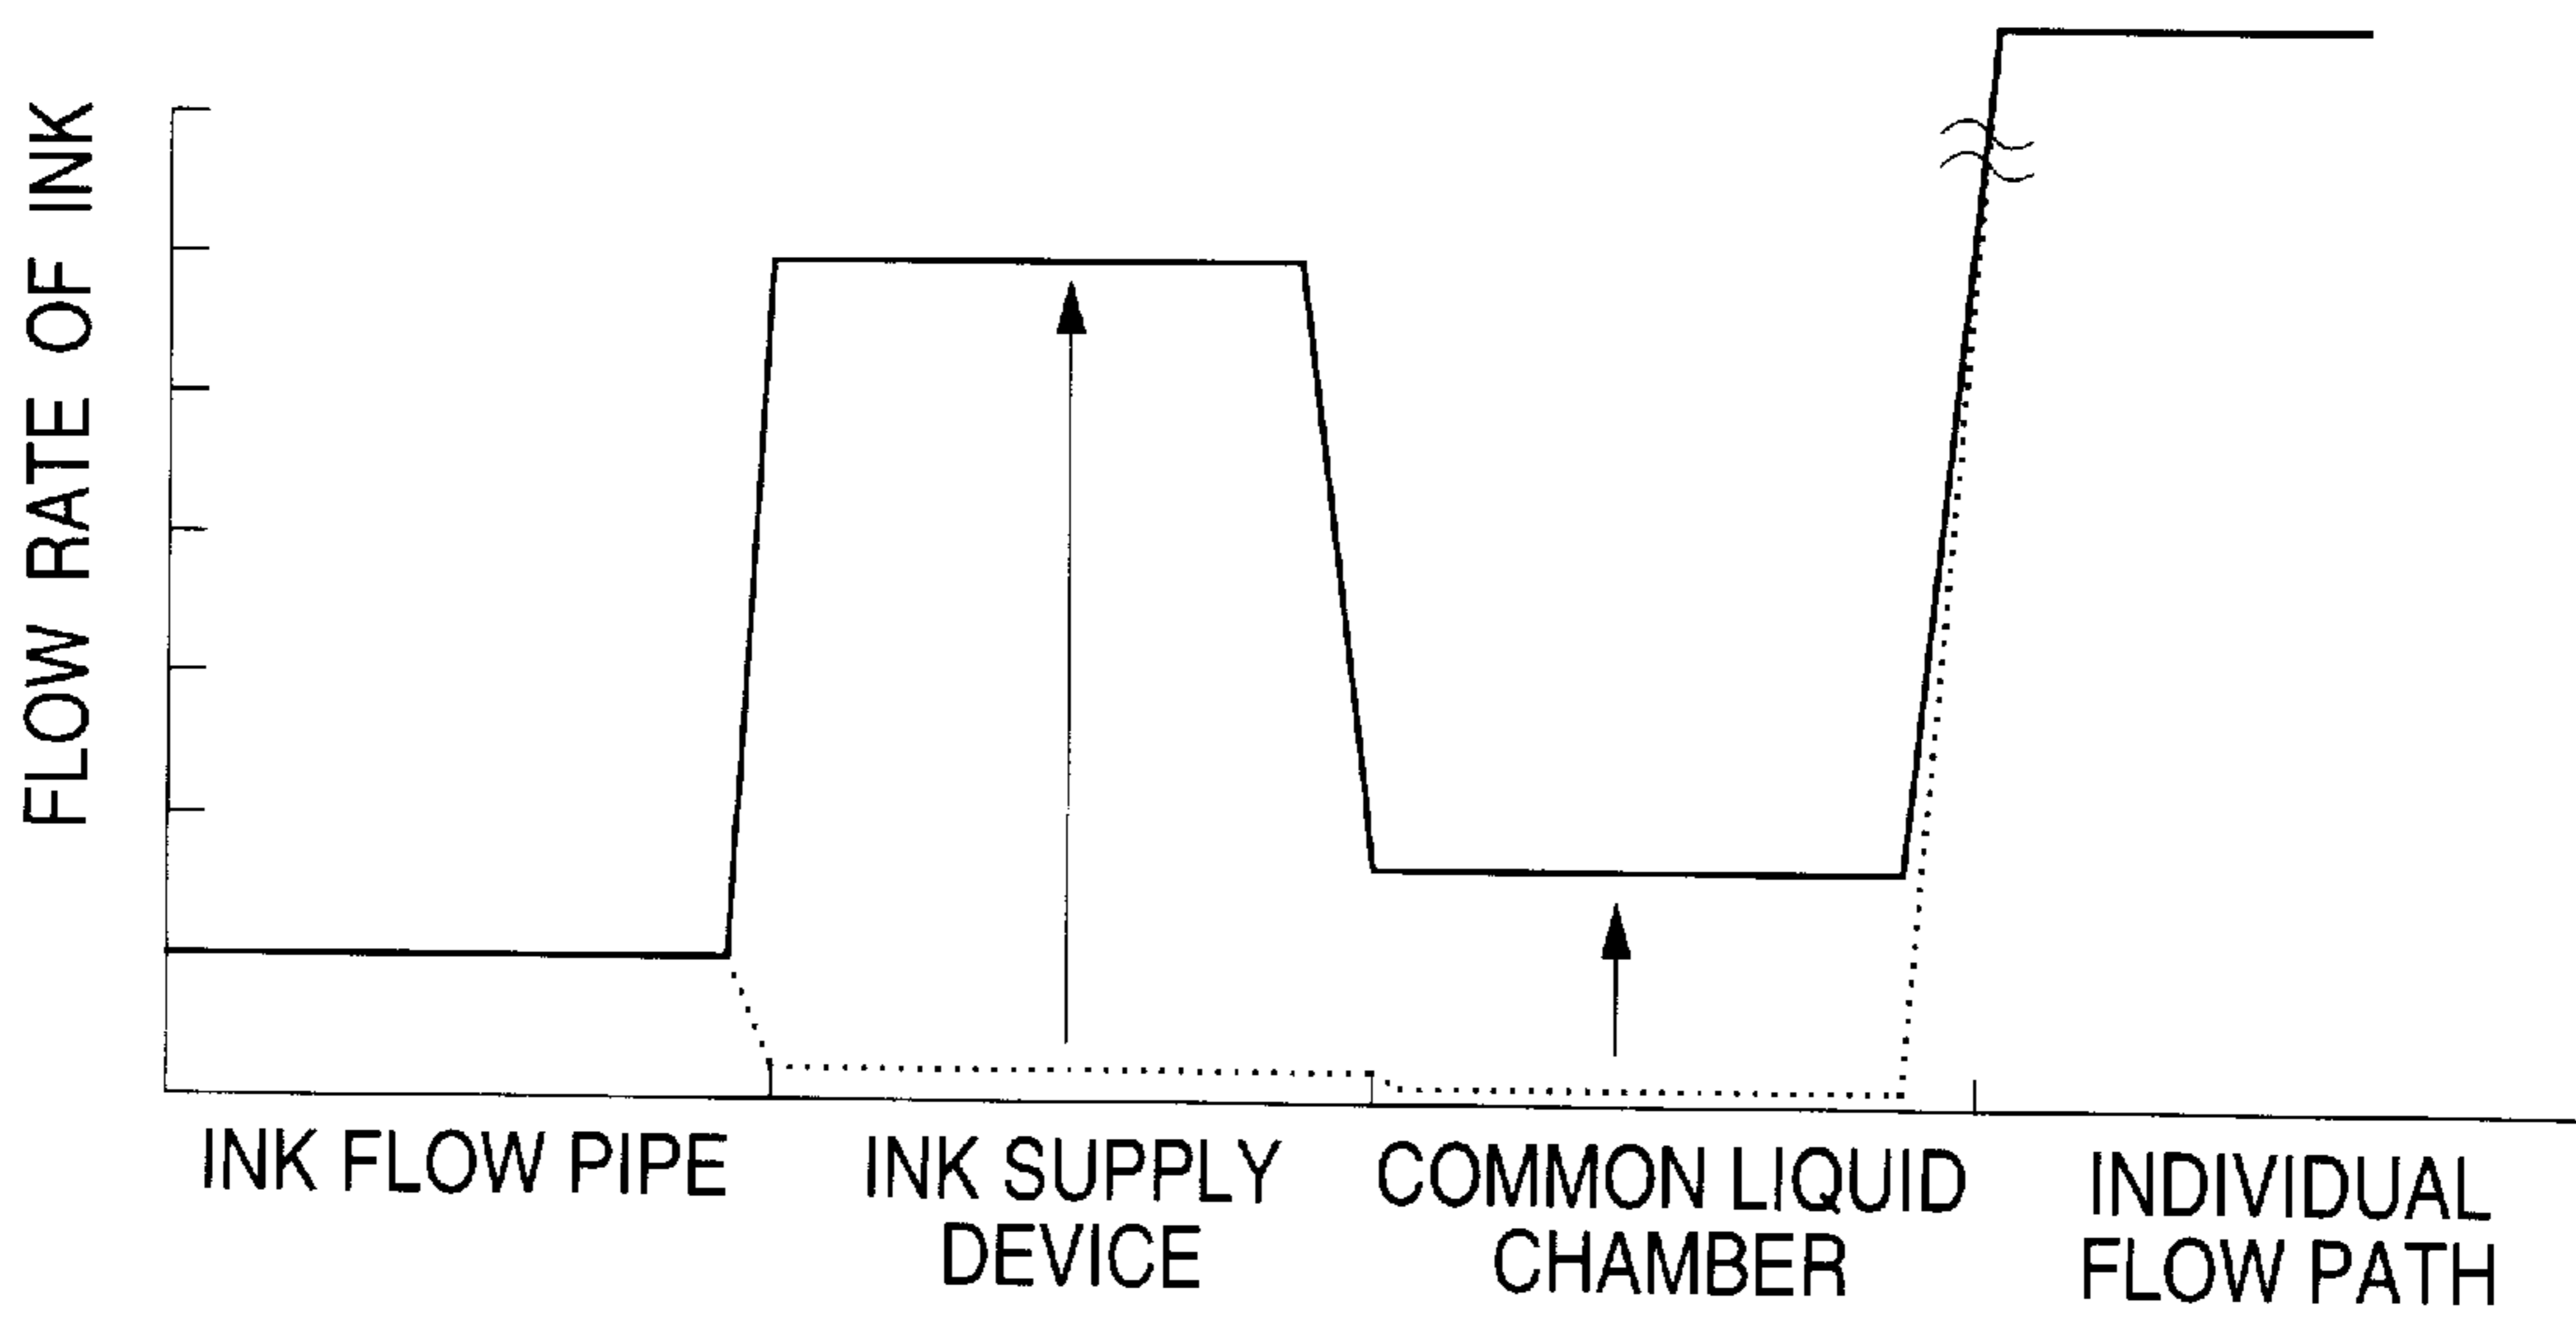 FLOW RATE OF INK
INK FLOW PIPE
INK SUPPLY
DEVICE
COMMON LIQUID
CHAMBER
INDIVIDUAL
FLOW PATH